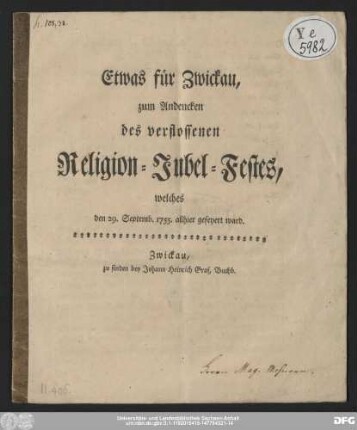 Etwas für Zwickau,
zum Andencken
des verflossenen
Religion-Jubel-Festes,
welches
den 29. Septemb. 1755. allhier gefeyert ward.
Zwickau,
zu finden bey Johann Heinrich Graf, Buchb.
Ye
5982
Universitäts- und Landesbibliothek Sachsen-Anhalt
DFG